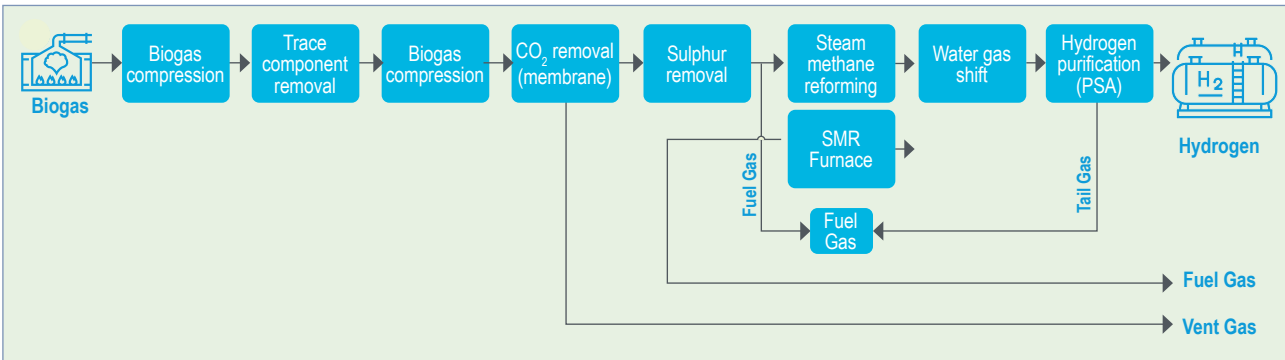 Biogas
Biogas
compression
Trace
component
removal
Biogas
compression
CO₂ removal
(membrane)
Sulphur
removal
Steam
methane
reforming
Water gas
shift
Hydrogen
purification
(PSA)
H₂
Hydrogen
SMR
Furnace
Fuel Gas
Tail Gas
Fuel
Gas
Fuel Gas
Vent Gas